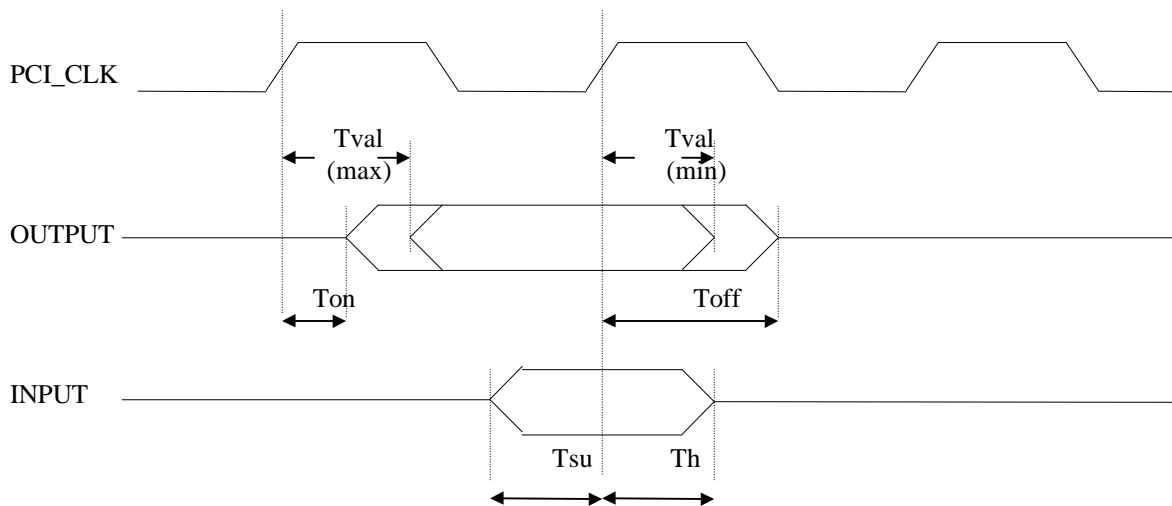 PCI_CLK
Tval Tval
(max) (min)
OUTPUT
Ton Toff
INPUT
Tsu Th